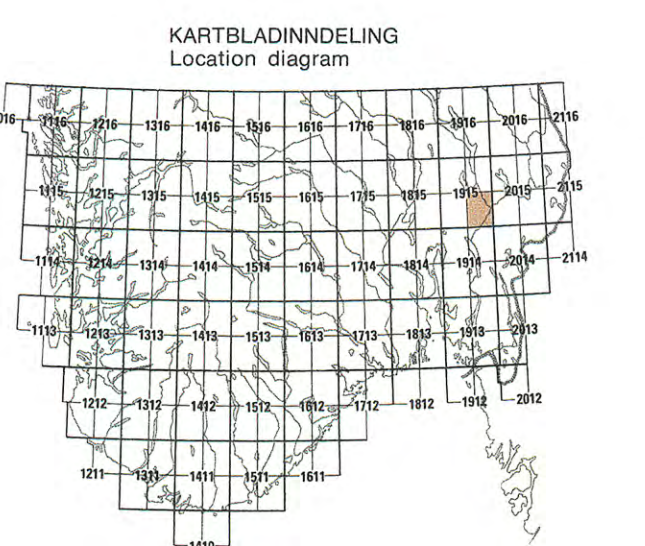 KARTBLADINNDELING
Location diagram
016 1116 1216 1316 1416 1516 1616 1716 1816 1916 2016 2116
1115 1215 1315 1415 1515 1615 1715 1815 1915 2015 2115
1114 1214 1314 1414 1514 1614 1714 1814 1914 2014 2114
1113 1213 1313 1413 1513 1613 1713 1813 1913 2013
1212 1312 1412 1512 1612 1712 1812 1912 2012
1211 1311 1411 1511 1611
1410